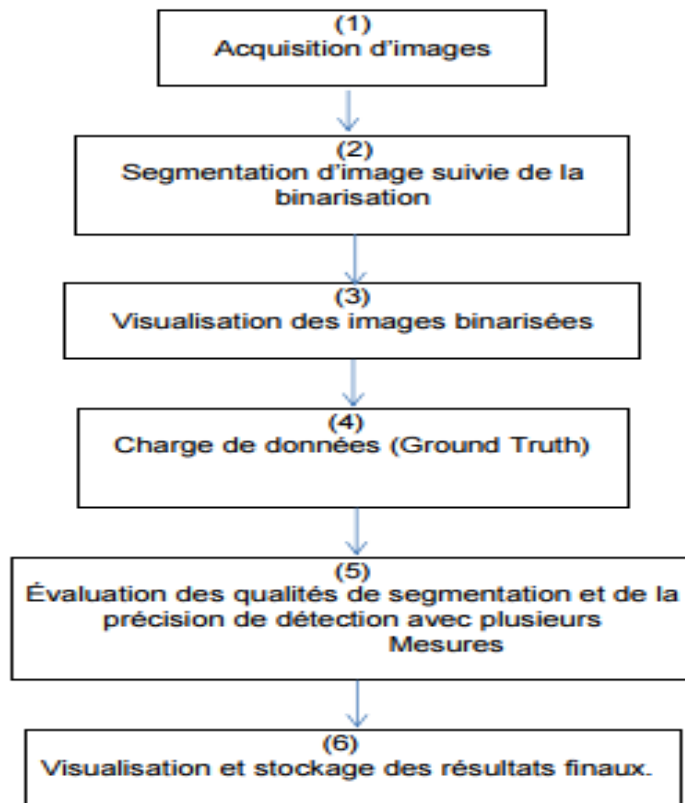 (1)
Acquisition d'images
(2)
Segmentation d'image suivie de la
binarisation
(3)
Visualisation des images binarisées
(4)
Charge de données (Ground Truth)
(5)
Évaluation des qualités de segmentation et de la
précision de détection avec plusieurs
Mesures
(6)
Visualisation et stockage des résultats finaux.